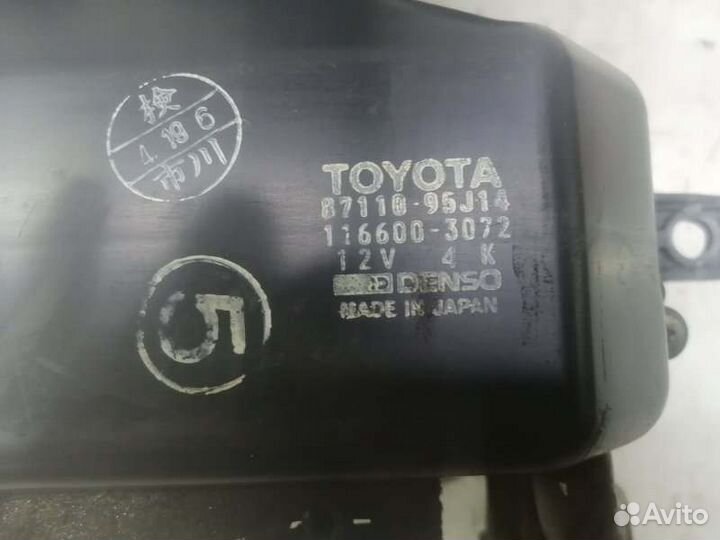 検
4.19.6
市川
TOYOTA
87110-95J14
116600-3072
12V 4K
DENSO
MADE IN JAPAN
5
Avito